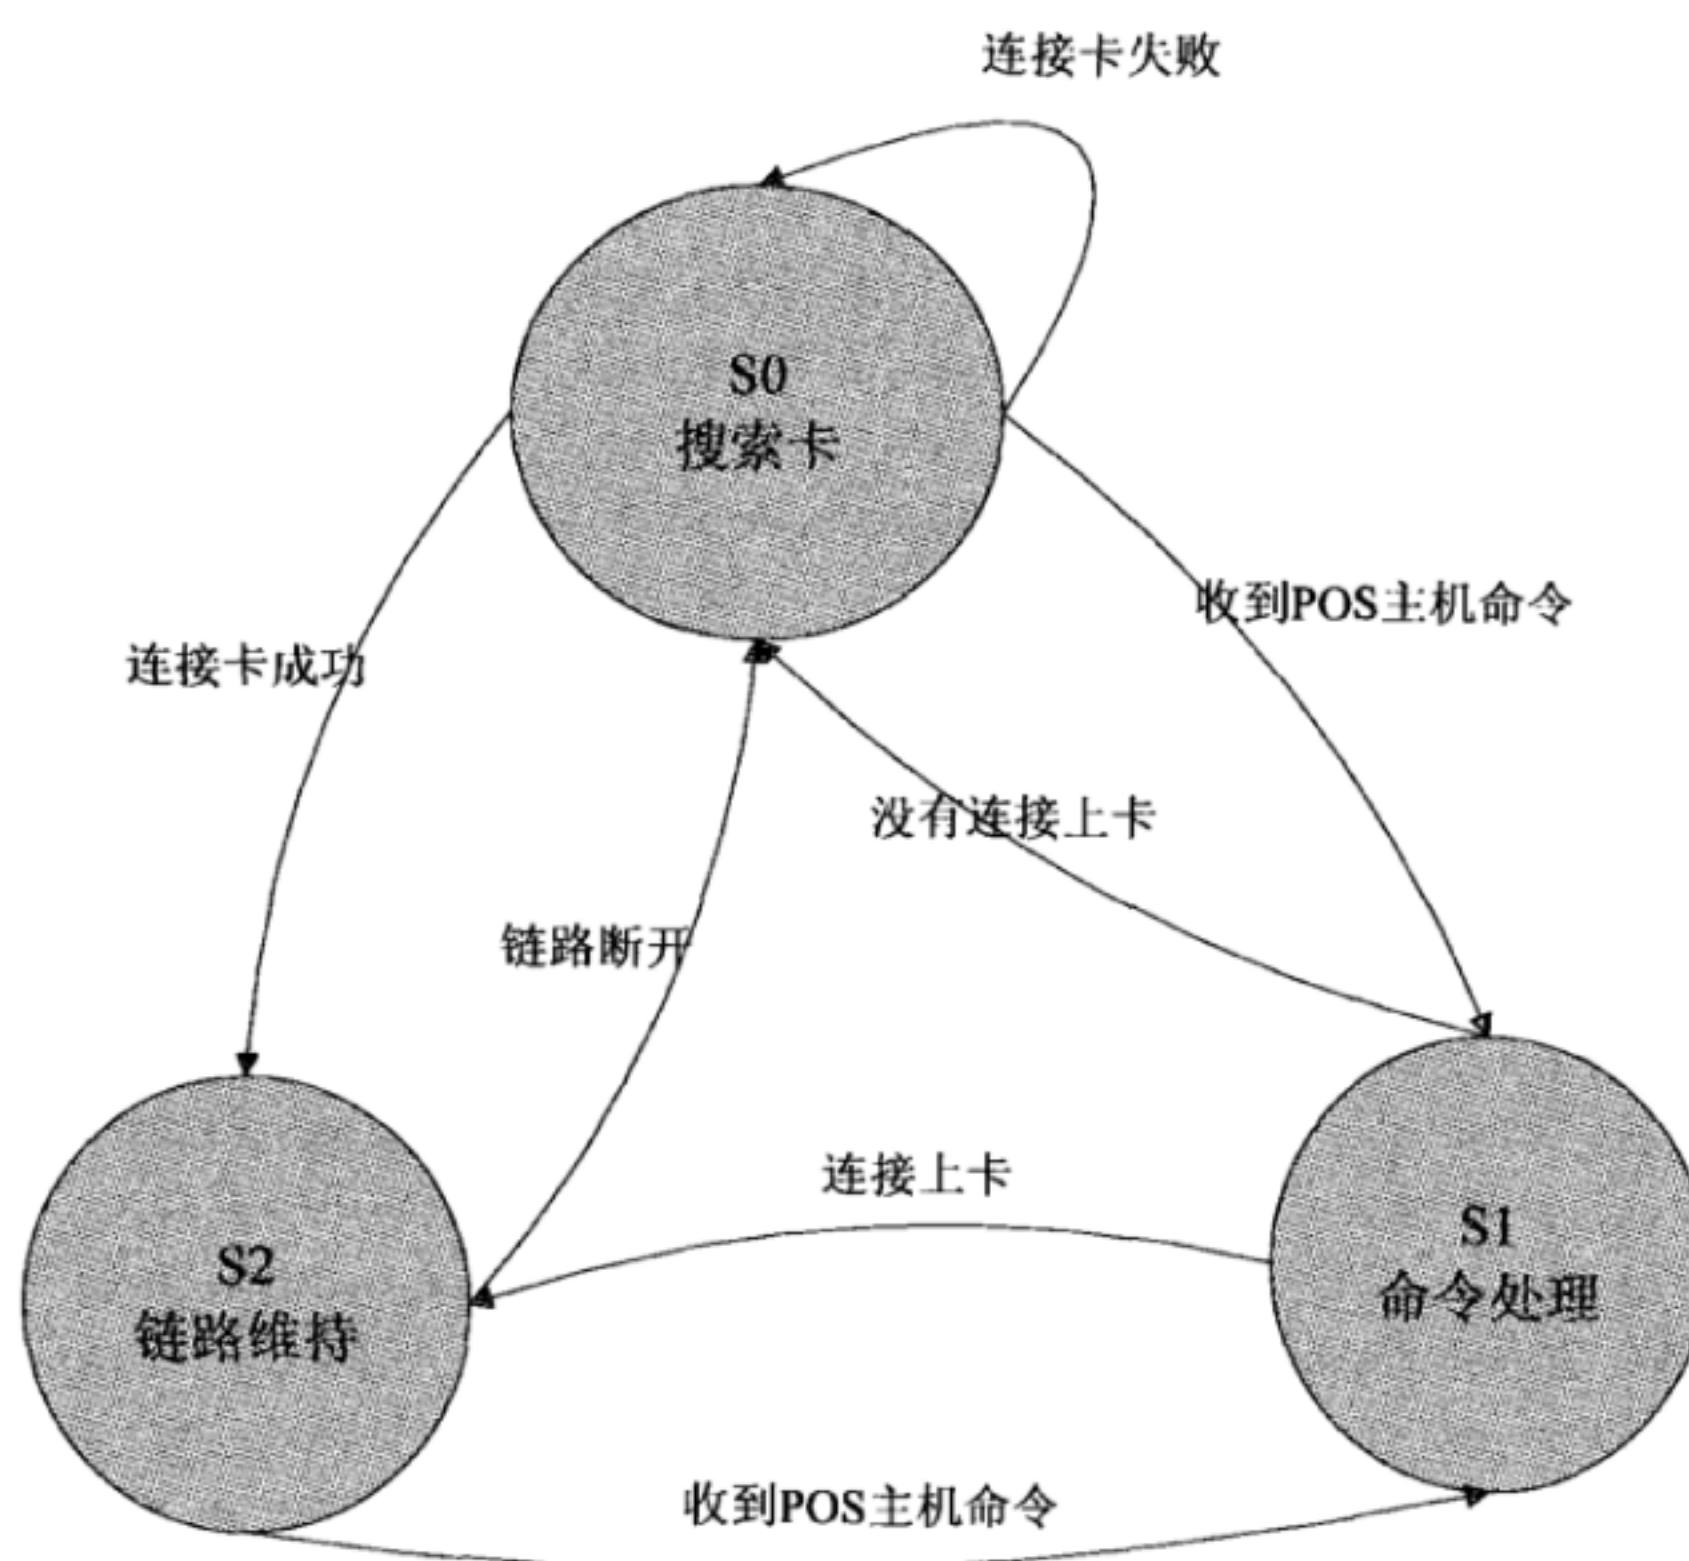 连接卡失败
S0
搜索卡
收到POS主机命令
连接卡成功
没有连接上卡
链路断开
连接上卡
S1
命令处理
S2
链路维持
收到POS主机命令